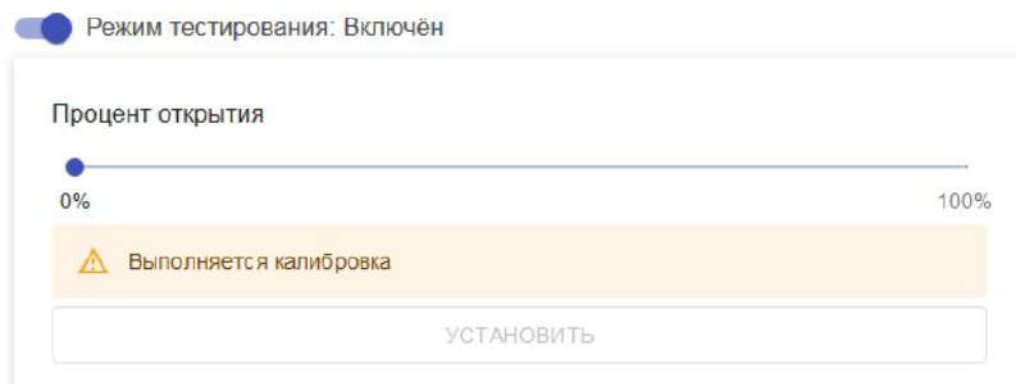 Режим тестирования: Включён
Процент открытия
0% 100%
Выполняется калибровка
УСТАНОВИТЬ